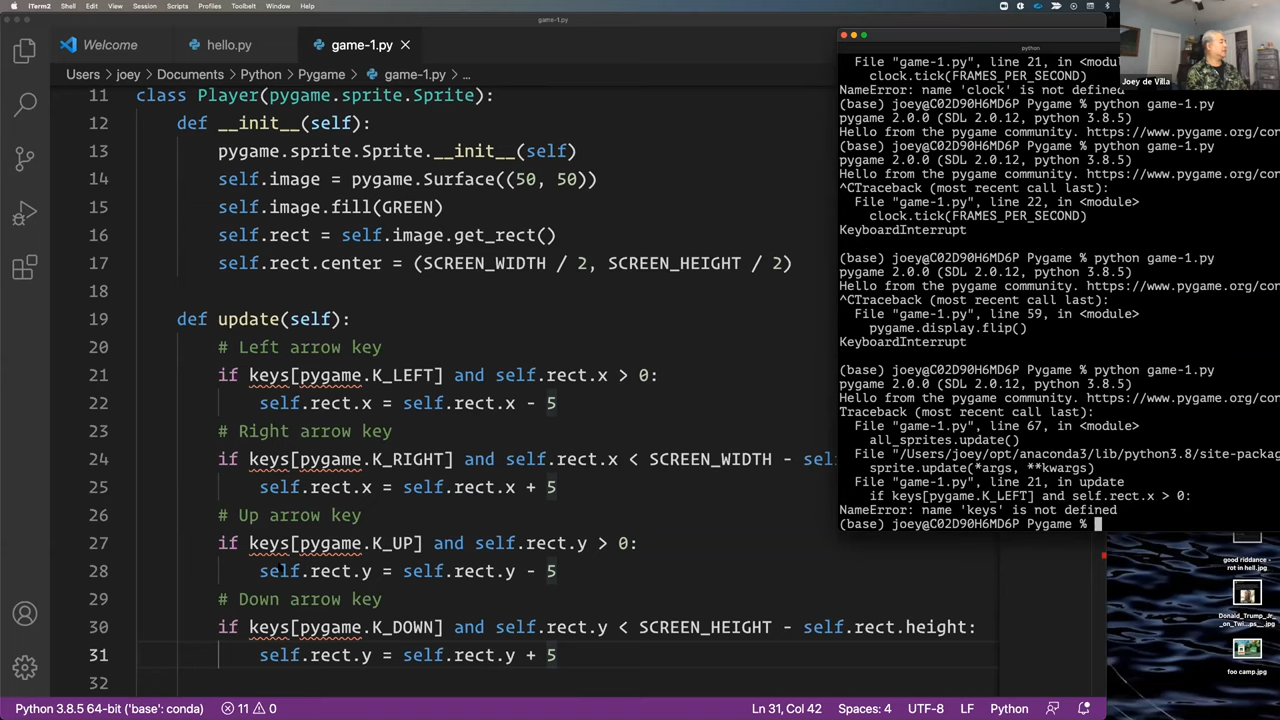 iTerm2 Shell Edit View Session Scripts Profiles Toolbelt Window Help
game-1.py
Welcome hello.py game-1.py
Users > joey > Documents > Python > Pygame > game-1.py > ...
11 class Player(pygame.sprite.Sprite):
12 def __init__(self):
13 pygame.sprite.Sprite.__init__(self)
14 self.image = pygame.Surface((50, 50))
15 self.image.fill(GREEN)
16 self.rect = self.image.get_rect()
17 self.rect.center = (SCREEN_WIDTH / 2, SCREEN_HEIGHT / 2)
18
19 def update(self):
20 # Left arrow key
21 if keys[pygame.K_LEFT] and self.rect.x > 0:
22 self.rect.x = self.rect.x - 5
23 # Right arrow key
24 if keys[pygame.K_RIGHT] and self.rect.x < SCREEN_WIDTH - sel
25 self.rect.x = self.rect.x + 5
26 # Up arrow key
27 if keys[pygame.K_UP] and self.rect.y > 0:
28 self.rect.y = self.rect.y - 5
29 # Down arrow key
30 if keys[pygame.K_DOWN] and self.rect.y < SCREEN_HEIGHT - self.rect.height:
31 self.rect.y = self.rect.y + 5
32
Python 3.8.5 64-bit ('base': conda) 11 0 Ln 31, Col 42 Spaces: 4 UTF-8 LF Python
python
File "game-1.py", line 21, in <modul
clock.tick(FRAMES_PER_SECOND)
NameError: name 'clock' is not defined
(base) joey@C02D90H6MD6P Pygame % python game-1.py
pygame 2.0.0 (SDL 2.0.12, python 3.8.5)
Hello from the pygame community. https://www.pygame.org/con
(base) joey@C02D90H6MD6P Pygame % python game-1.py
pygame 2.0.0 (SDL 2.0.12, python 3.8.5)
Hello from the pygame community. https://www.pygame.org/con
^CTraceback (most recent call last):
File "game-1.py", line 22, in <module>
clock.tick(FRAMES_PER_SECOND)
KeyboardInterrupt
(base) joey@C02D90H6MD6P Pygame % python game-1.py
pygame 2.0.0 (SDL 2.0.12, python 3.8.5)
Hello from the pygame community. https://www.pygame.org/con
^CTraceback (most recent call last):
File "game-1.py", line 59, in <module>
pygame.display.flip()
KeyboardInterrupt
(base) joey@C02D90H6MD6P Pygame % python game-1.py
pygame 2.0.0 (SDL 2.0.12, python 3.8.5)
Hello from the pygame community. https://www.pygame.org/con
Traceback (most recent call last):
File "game-1.py", line 67, in <module>
all_sprites.update()
File "/Users/joey/opt/anaconda3/lib/python3.8/site-packag
sprite.update(*args, **kwargs)
File "game-1.py", line 21, in update
if keys[pygame.K_LEFT] and self.rect.x > 0:
NameError: name 'keys' is not defined
(base) joey@C02D90H6MD6P Pygame %
Joey de Villa
good riddance -
rot in hell.jpg
Donald_Trump_Jr_
_on_Twi...ps__.jpg
foo camp.jpg